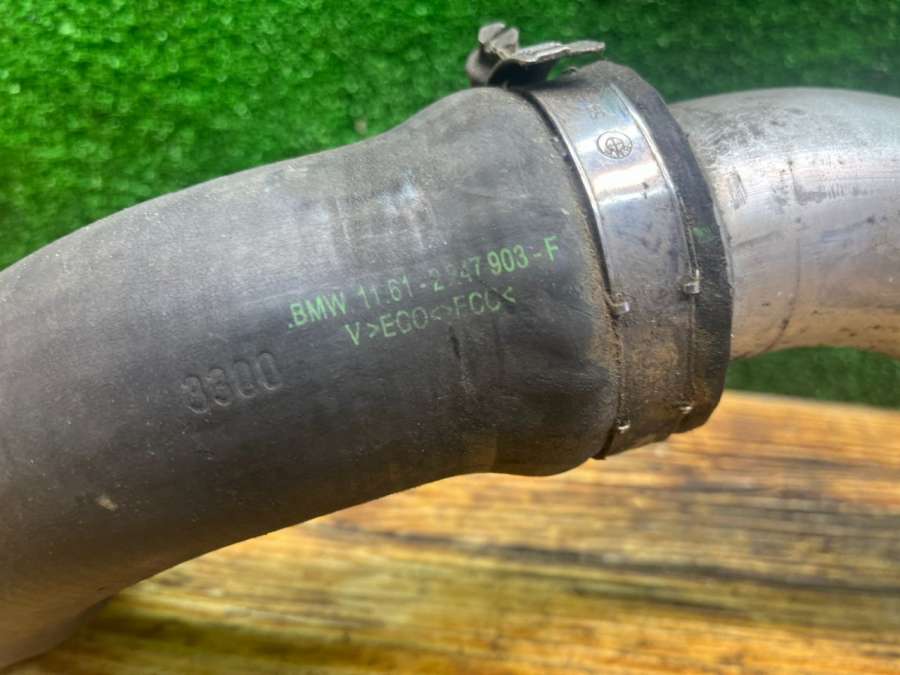 .BMW 11.61 - 2247 903 - F
V>ECO<>ECO<
3300